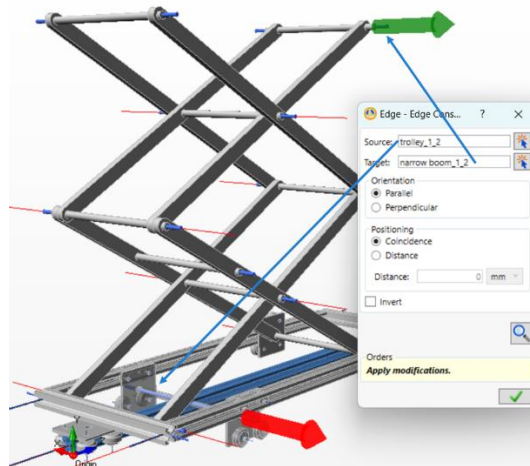 Edge - Edge Cons... ? ×
Source: trolley_1_2
Target: narrow boom_1_2
Orientation
Parallel
Perpendicular
Positioning
Coincidence
Distance
Distance: 0 mm
Invert
Orders
Apply modifications.
Origin